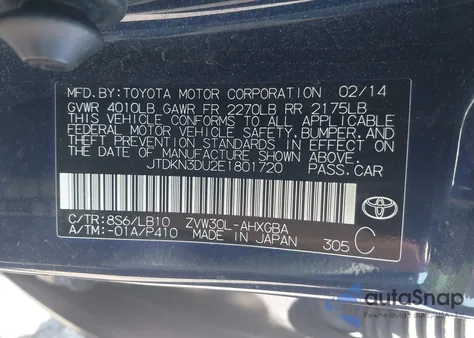 MFD.BY:TOYOTA MOTOR CORPORATION 02/14
GVWR 4010LB GAWR FR 2270LB RR 2175LB
THIS VEHICLE CONFORMS TO ALL APPLICABLE
FEDERAL MOTOR VEHICLE SAFETY,BUMPER,AND
THEFT PREVENTION STANDARDS IN EFFECT ON
THE DATE OF MANUFACTURE SHOWN ABOVE.
JTDKN3DU2E1801720 PASS.CAR
C/TR:8S6/LB10 ZVW30L-AHXGBA
A/TM:-01A/P410 MADE IN JAPAN 305 C
TOYOTA
autoSnap